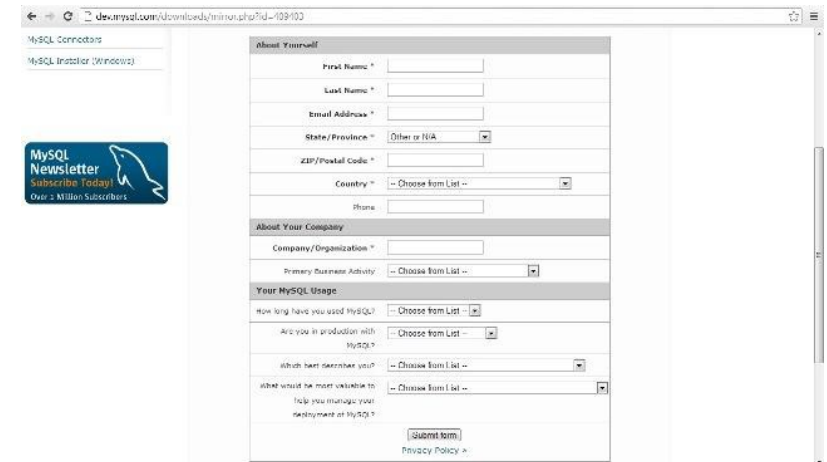 dev.mysql.com/downloads/mirror.php?id=409403
MySQL Connectors
MySQL Installer (Windows)
MySQL
Newsletter
Subscribe Today!
Over 1 Million Subscribers
About Yourself
First Name *
Last Name *
Email Address *
State/Province * Other or N/A
ZIP/Postal Code *
Country * -- Choose from List --
Phone
About Your Company
Company/Organization *
Primary Business Activity -- Choose from List --
Your MySQL Usage
How long have you used MySQL? -- Choose from List --
Are you in production with -- Choose from List --
MySQL?
Which best describes you? -- Choose from List --
What would be most valuable to -- Choose from List --
help you manage your
deployment of MySQL?
Submit form
Privacy Policy »